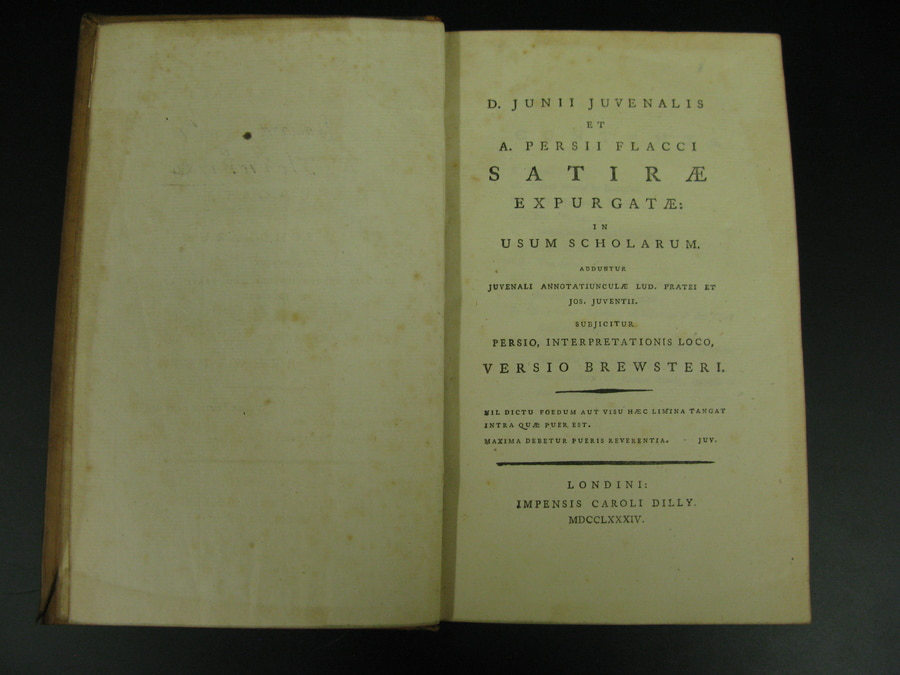 D. JUNII JUVENALIS
ET
A. PERSII FLACCI
SATIRÆ
EXPURGATÆ:
IN
USUM SCHOLARUM.
ADDUNTUR
JUVENALI ANNOTATIUNCULÆ LUD. PRATEI ET
JOS. JUVENTII.
SUBJICITUR
PERSIO, INTERPRETATIONIS LOCO,
VERSIO BREWSTERI.
NIL DICTU FOEDUM AUT VISU HÆC LIMINA TANGAT
INTRA QUÆ PUER EST.
MAXIMA DEBETUR PUERIS REVERENTIA. JUV.
LONDINI:
IMPENSIS CAROLI DILLY.
MDCCLXXXIV.